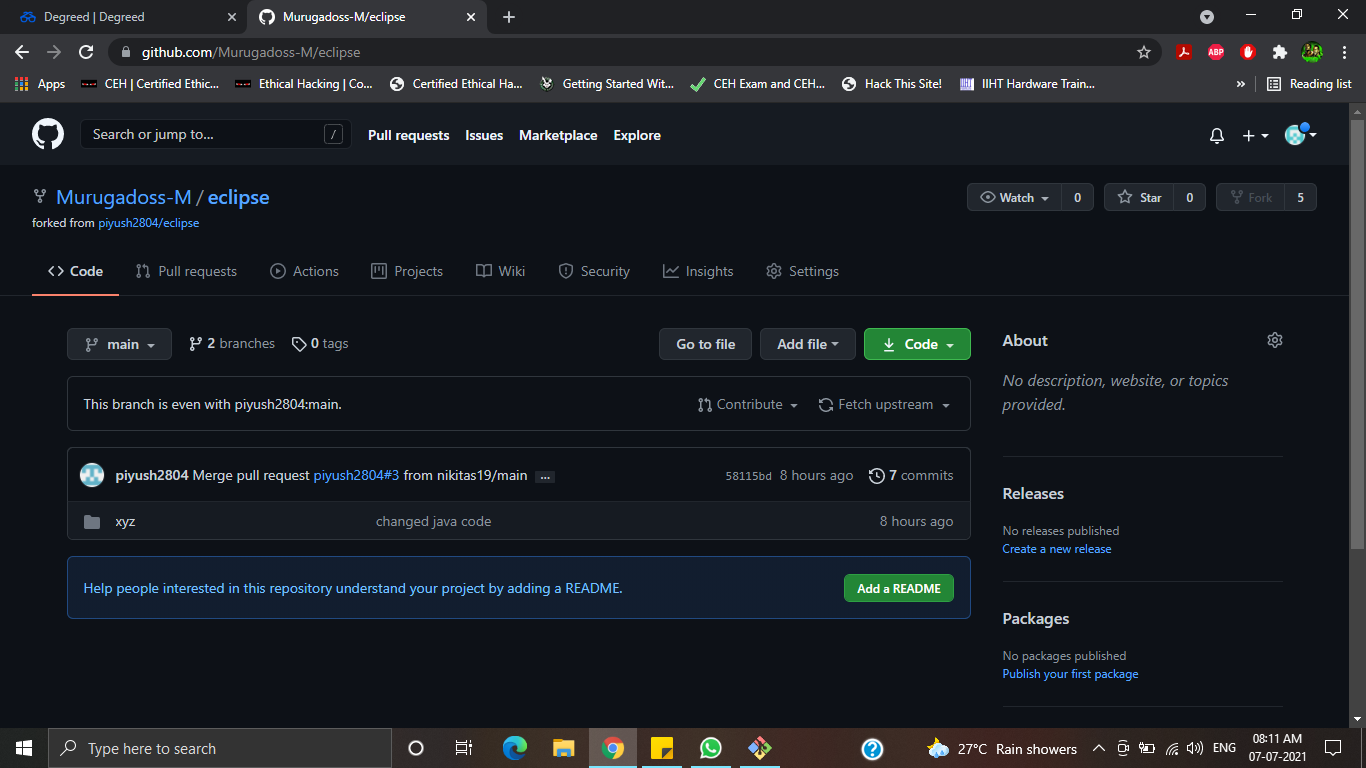 Degreed | Degreed
Murugadoss-M/eclipse
github.com/Murugadoss-M/eclipse
ABP
Apps
CEH | Certified Ethic...
Ethical Hacking | Co...
Certified Ethical Ha...
Getting Started Wit...
CEH Exam and CEH...
Hack This Site!
IIHT Hardware Train...
»
Reading list
Search or jump to...
/
Pull requests
Issues
Marketplace
Explore
Murugadoss-M / eclipse
forked from piyush2804/eclipse
Watch 0
Star 0
Fork 5
Code
Pull requests
Actions
Projects
Wiki
Security
Insights
Settings
main
2 branches
0 tags
Go to file
Add file
Code
This branch is even with piyush2804:main.
Contribute
Fetch upstream
piyush2804 Merge pull request piyush2804#3 from nikitas19/main ...
58115bd 8 hours ago
7 commits
xyz
changed java code
8 hours ago
Help people interested in this repository understand your project by adding a README.
Add a README
About
No description, website, or topics
provided.
Releases
No releases published
Create a new release
Packages
No packages published
Publish your first package
Type here to search
27°C Rain showers
ENG
08:11 AM
07-07-2021